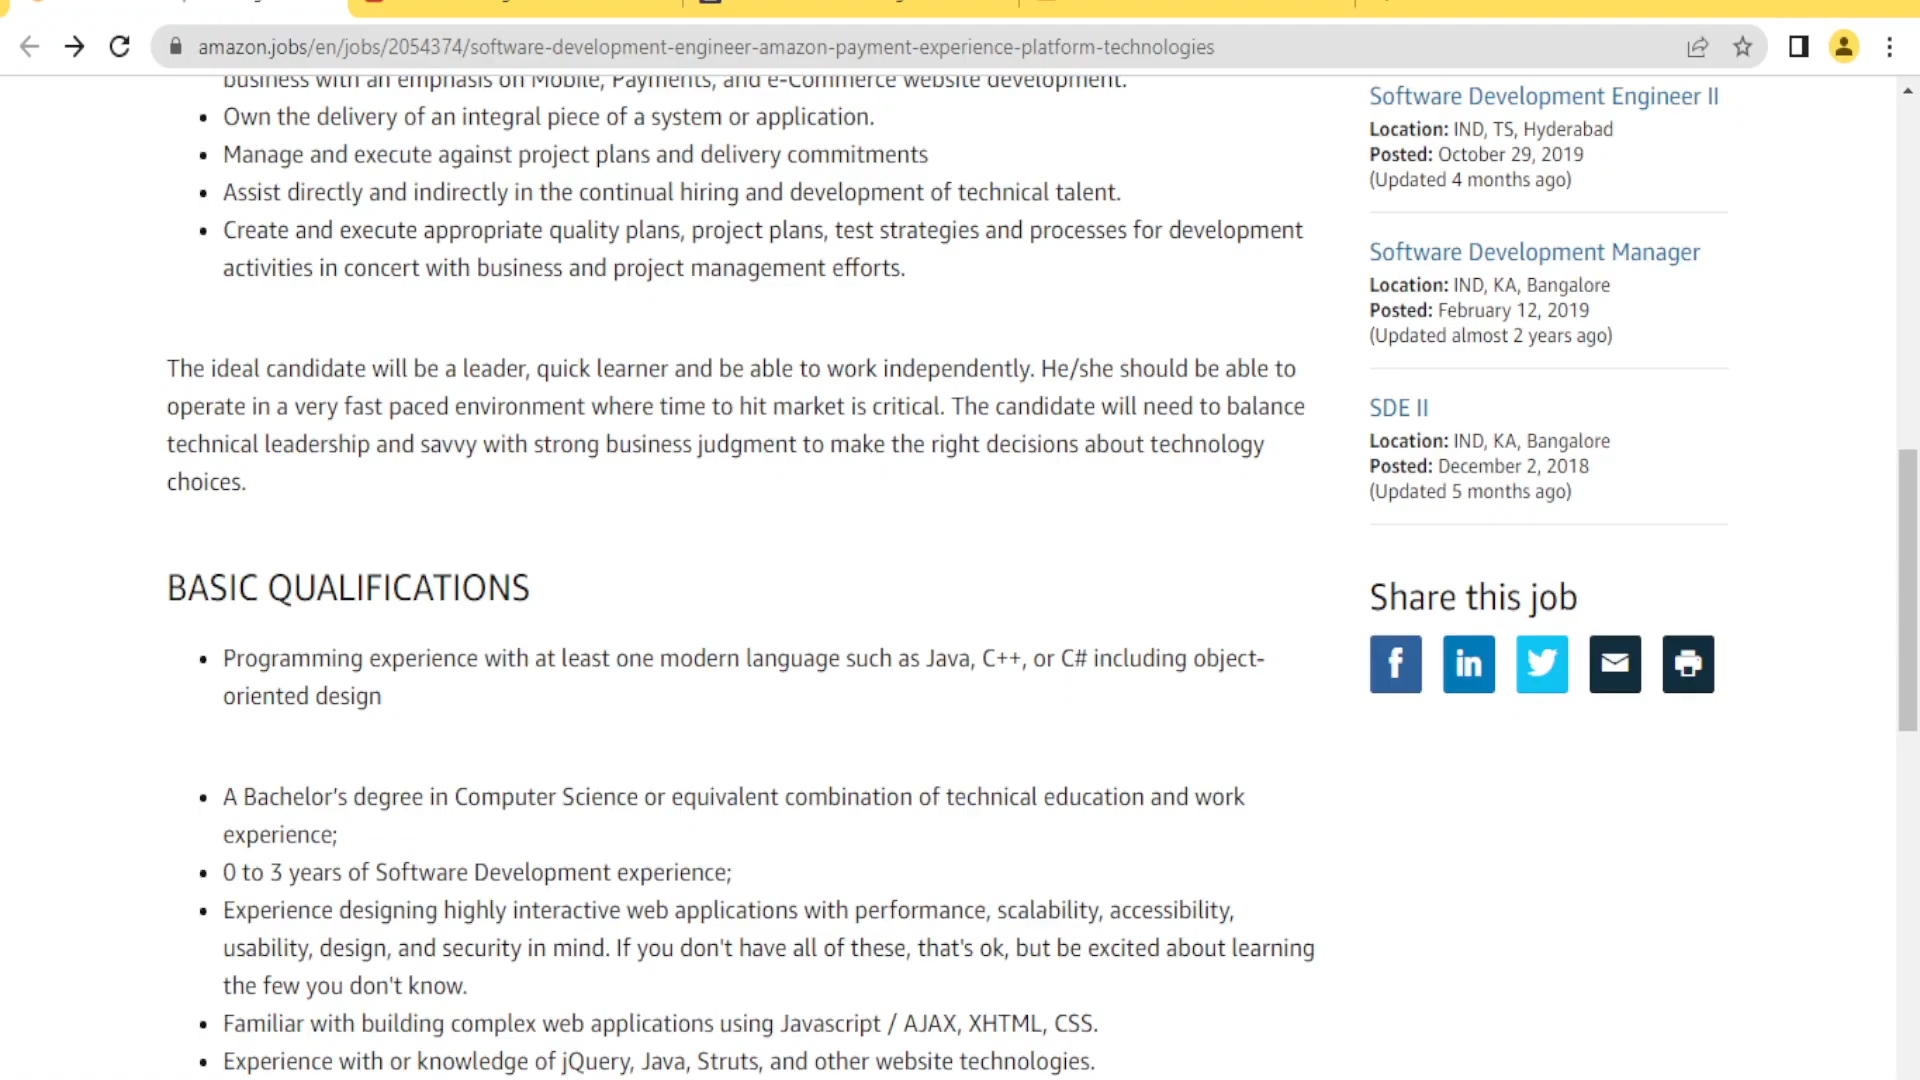 amazon.jobs/en/jobs/2054374/software-development-engineer-amazon-payment-experience-platform-technologies
business with an emphasis on Mobile, Payments, and e-Commerce website development.
• Own the delivery of an integral piece of a system or application.
• Manage and execute against project plans and delivery commitments
• Assist directly and indirectly in the continual hiring and development of technical talent.
• Create and execute appropriate quality plans, project plans, test strategies and processes for development
activities in concert with business and project management efforts.
The ideal candidate will be a leader, quick learner and be able to work independently. He/she should be able to
operate in a very fast paced environment where time to hit market is critical. The candidate will need to balance
technical leadership and savvy with strong business judgment to make the right decisions about technology
choices.
BASIC QUALIFICATIONS
• Programming experience with at least one modern language such as Java, C++, or C# including object-
oriented design
• A Bachelor’s degree in Computer Science or equivalent combination of technical education and work
experience;
• 0 to 3 years of Software Development experience;
• Experience designing highly interactive web applications with performance, scalability, accessibility,
usability, design, and security in mind. If you don't have all of these, that's ok, but be excited about learning
the few you don't know.
• Familiar with building complex web applications using Javascript / AJAX, XHTML, CSS.
• Experience with or knowledge of jQuery, Java, Struts, and other website technologies.
Software Development Engineer II
Location: IND, TS, Hyderabad
Posted: October 29, 2019
(Updated 4 months ago)
Software Development Manager
Location: IND, KA, Bangalore
Posted: February 12, 2019
(Updated almost 2 years ago)
SDE II
Location: IND, KA, Bangalore
Posted: December 2, 2018
(Updated 5 months ago)
Share this job
f
in